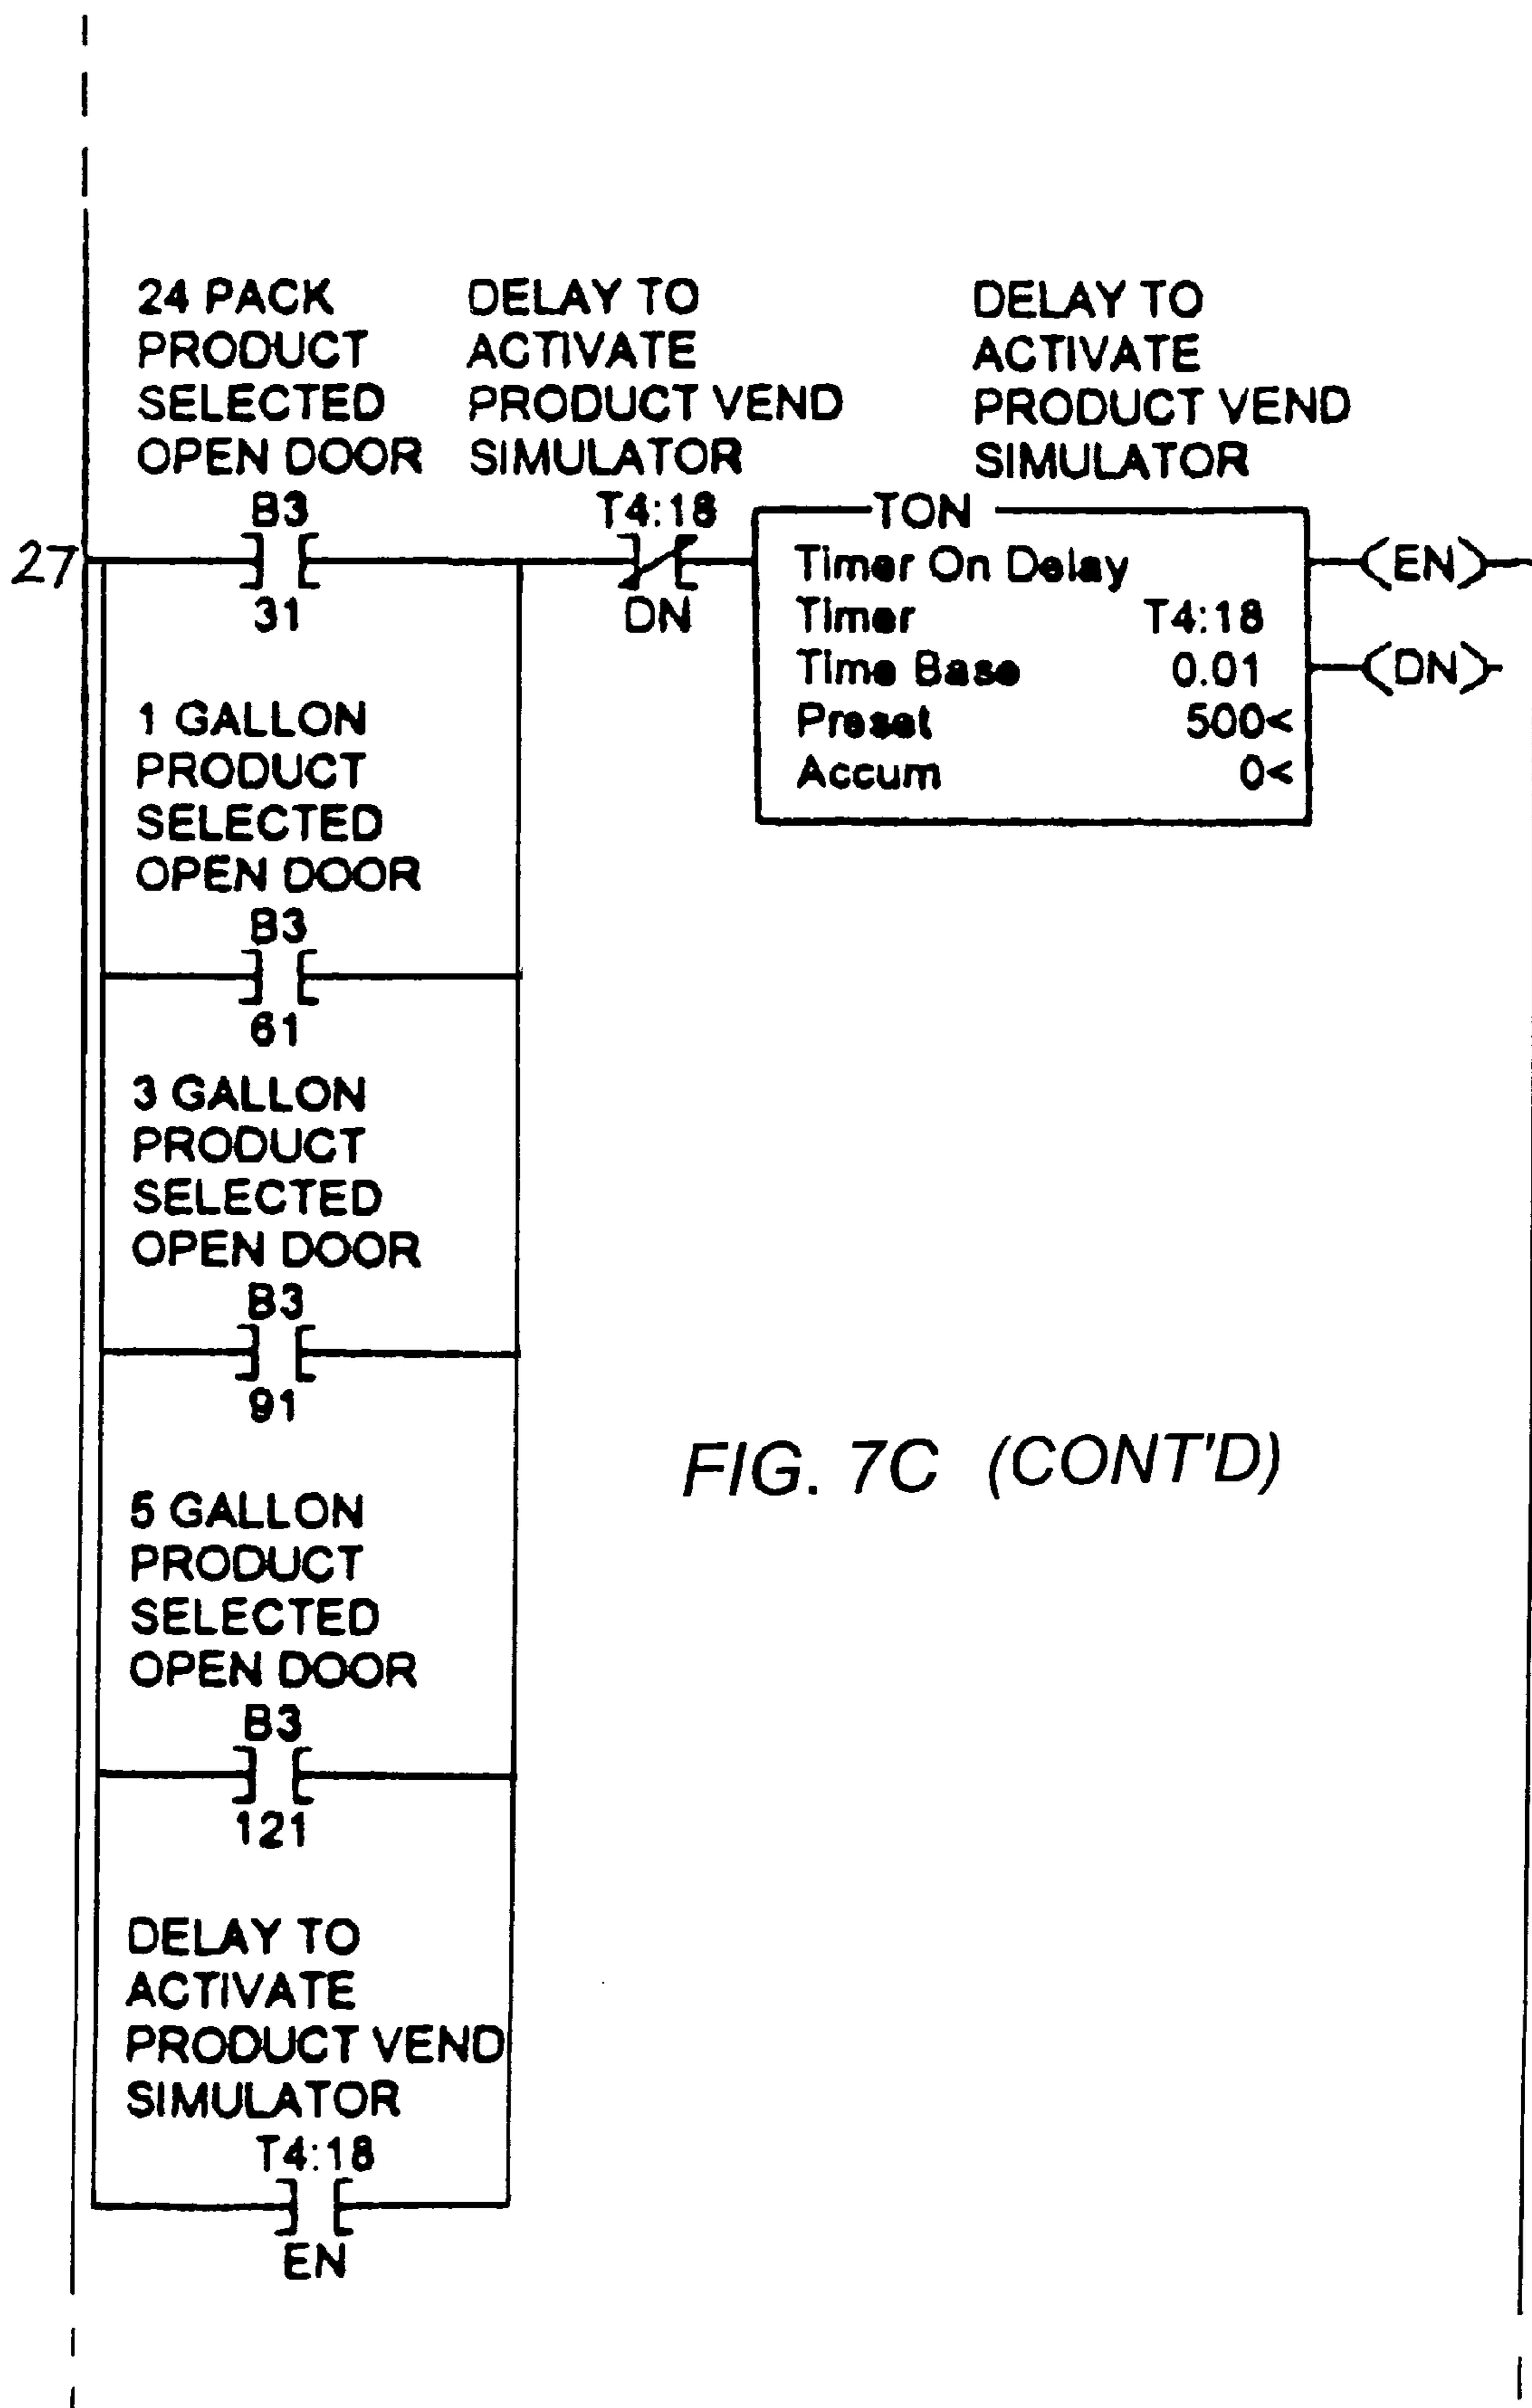 24 PACK
PRODUCT
SELECTED
OPEN DOOR
B3
31
DELAY TO
ACTIVATE
PRODUCT VEND
SIMULATOR
T4:18
DN
DELAY TO
ACTIVATE
PRODUCT VEND
SIMULATOR
TON
Timer On Delay
Timer T4:18
Time Base 0.01
Preset 500<
Accum 0<
(EN)
(DN)
27
1 GALLON
PRODUCT
SELECTED
OPEN DOOR
B3
61
3 GALLON
PRODUCT
SELECTED
OPEN DOOR
B3
91
5 GALLON
PRODUCT
SELECTED
OPEN DOOR
B3
121
DELAY TO
ACTIVATE
PRODUCT VEND
SIMULATOR
T4:18
EN
FIG. 7C (CONT'D)